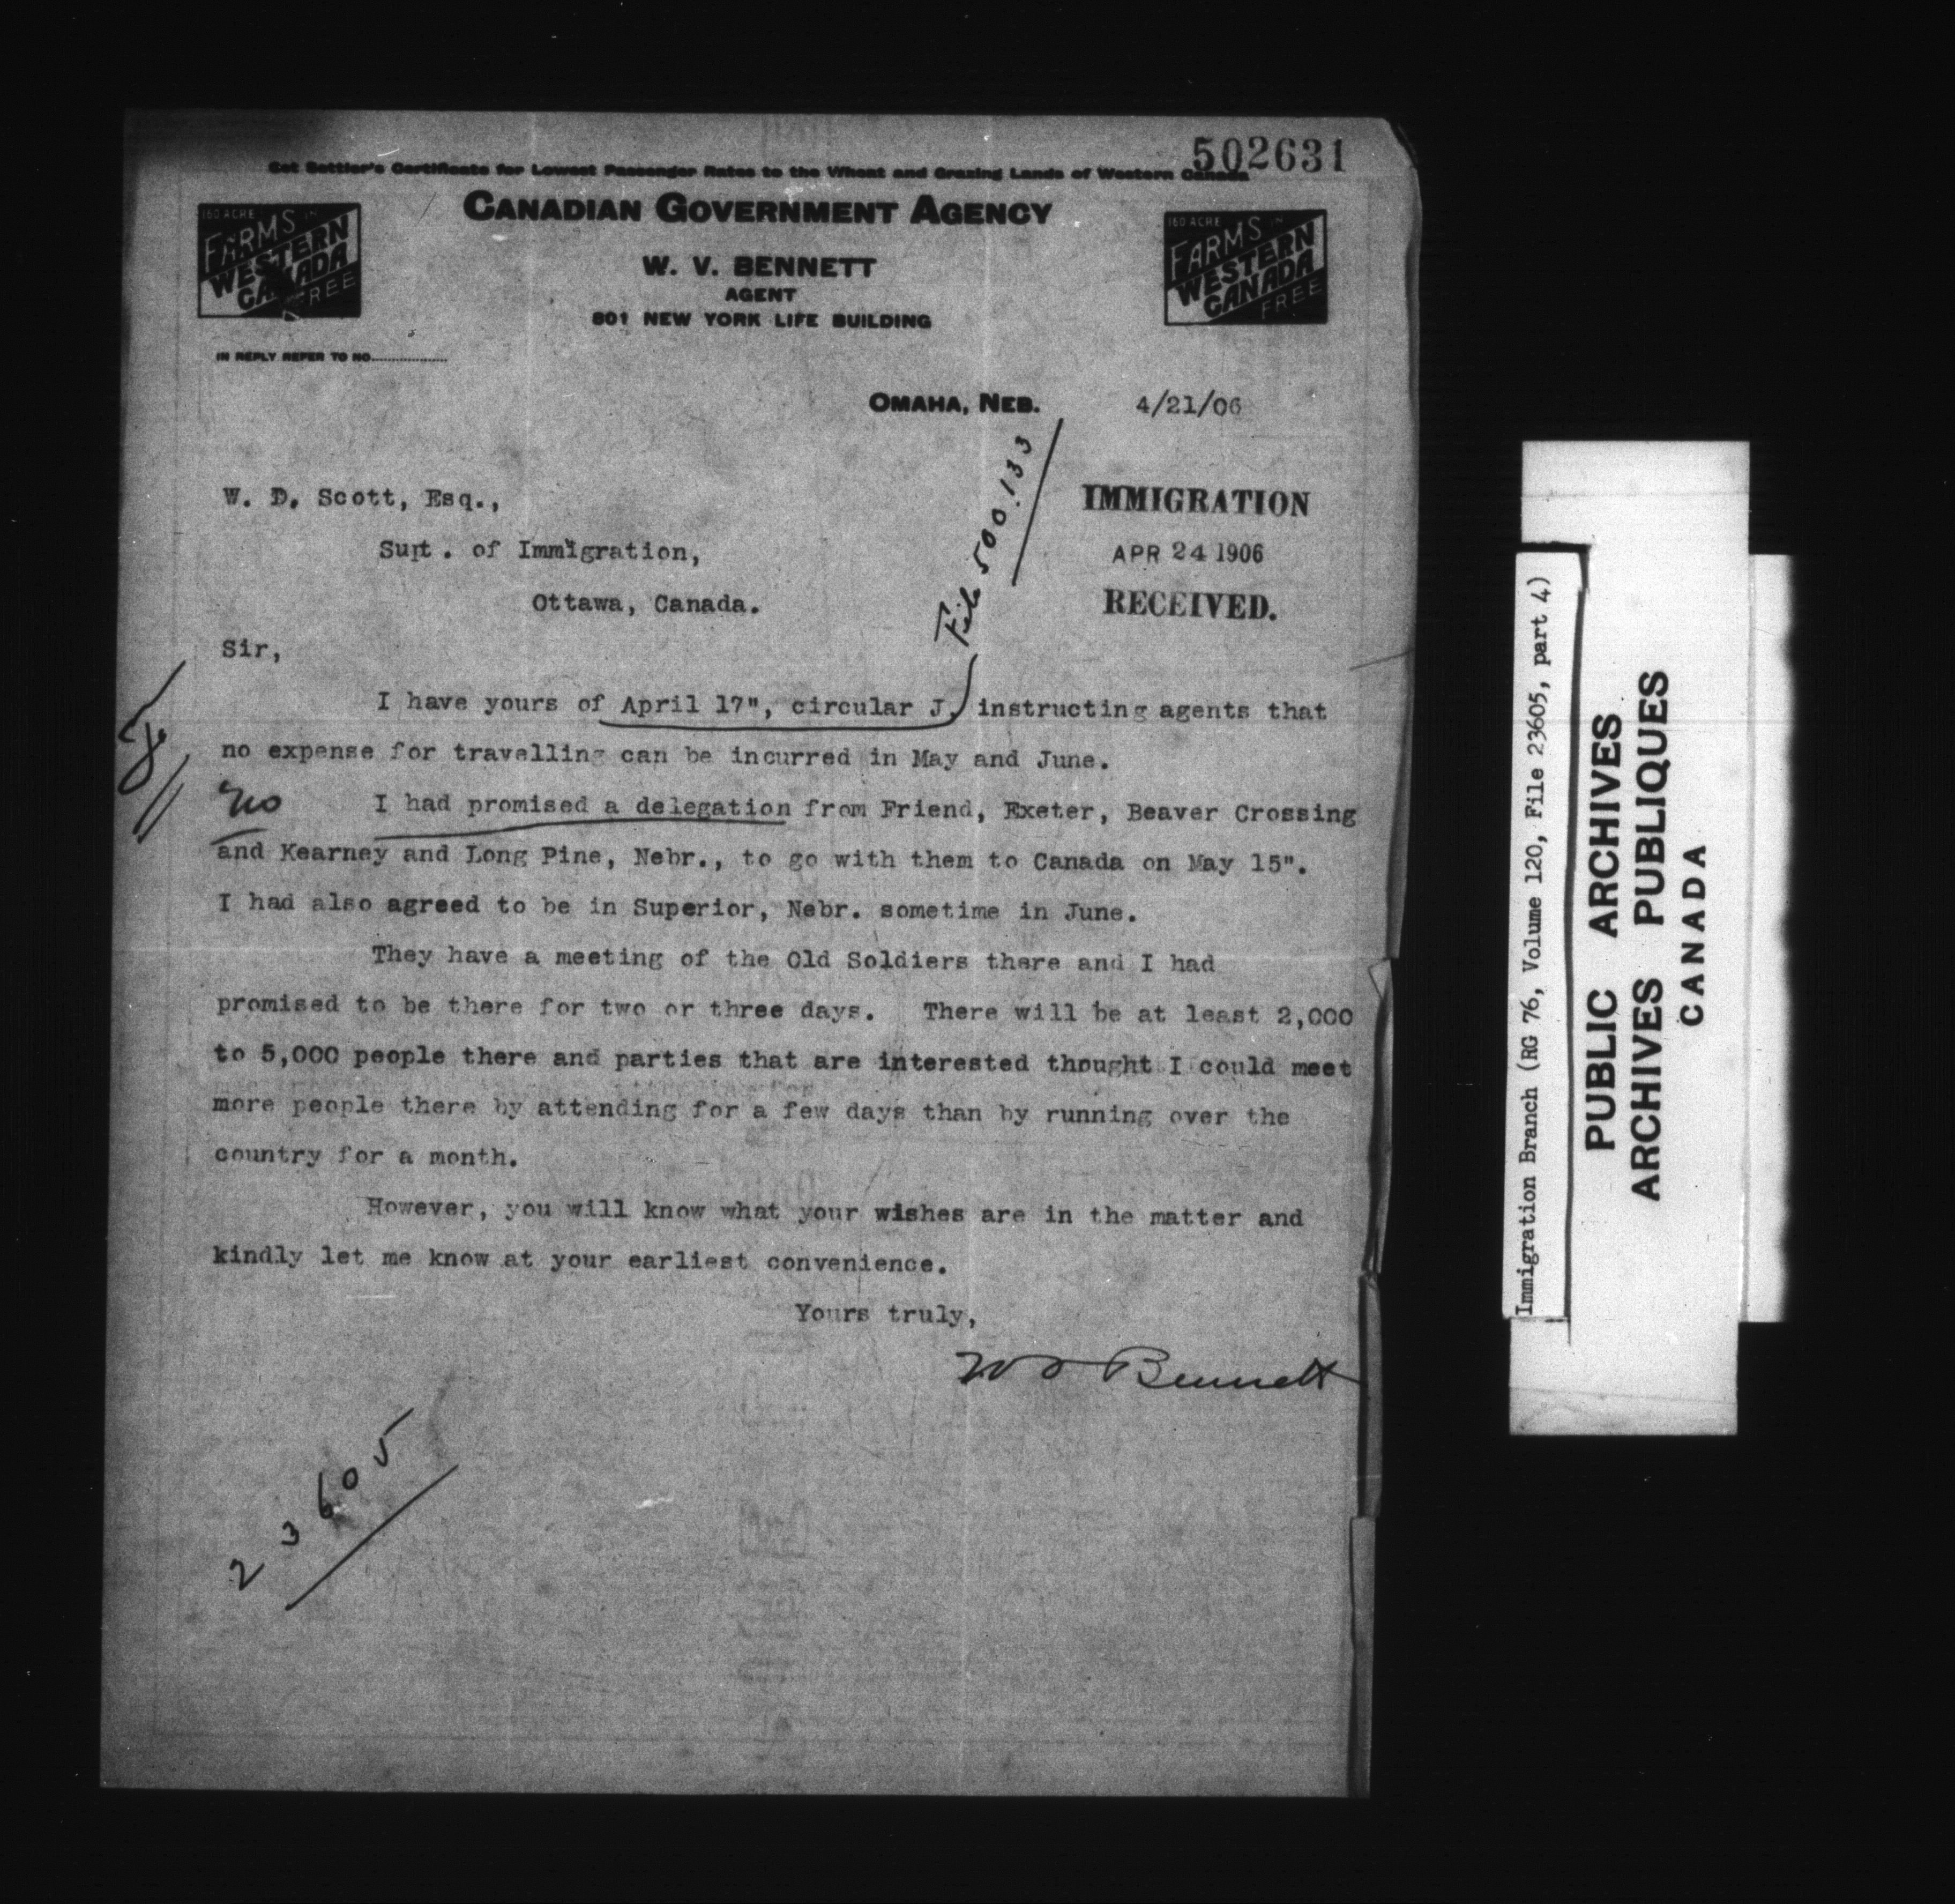 502631
Get Settler's Certificate for Lowest Passenger Rates to the Wheat and Grazing Lands of Western Canada
CANADIAN GOVERNMENT AGENCY
160 ACRE
FARMS IN
WESTERN
CANADA
FREE
W. V. BENNETT
AGENT
801 NEW YORK LIFE BUILDING
160 ACRE
FARMS IN
WESTERN
CANADA
FREE
IN REPLY REFER TO NO
OMAHA, NEB. 4/21/06
File 500.133
W. D. Scott, Esq.,
Supt. of Immigration,
Ottawa, Canada.
IMMIGRATION
APR 24 1906
RECEIVED.
Sir,
I have yours of April 17", circular J, instructing agents that
no expense for travelling can be incurred in May and June.
no
I had promised a delegation from Friend, Exeter, Beaver Crossing
and Kearney and Long Pine, Nebr., to go with them to Canada on May 15".
I had also agreed to be in Superior, Nebr. sometime in June.
They have a meeting of the Old Soldiers there and I had
promised to be there for two or three days. There will be at least 2,000
to 5,000 people there and parties that are interested thought I could meet
more people there by attending for a few days than by running over the
country for a month.
However, you will know what your wishes are in the matter and
kindly let me know at your earliest convenience.
Yours truly,
W V Bennett
23605
Immigration Branch (RG 76, Volume 120, File 23605, part 4)
PUBLIC ARCHIVES
ARCHIVES PUBLIQUES
CANADA